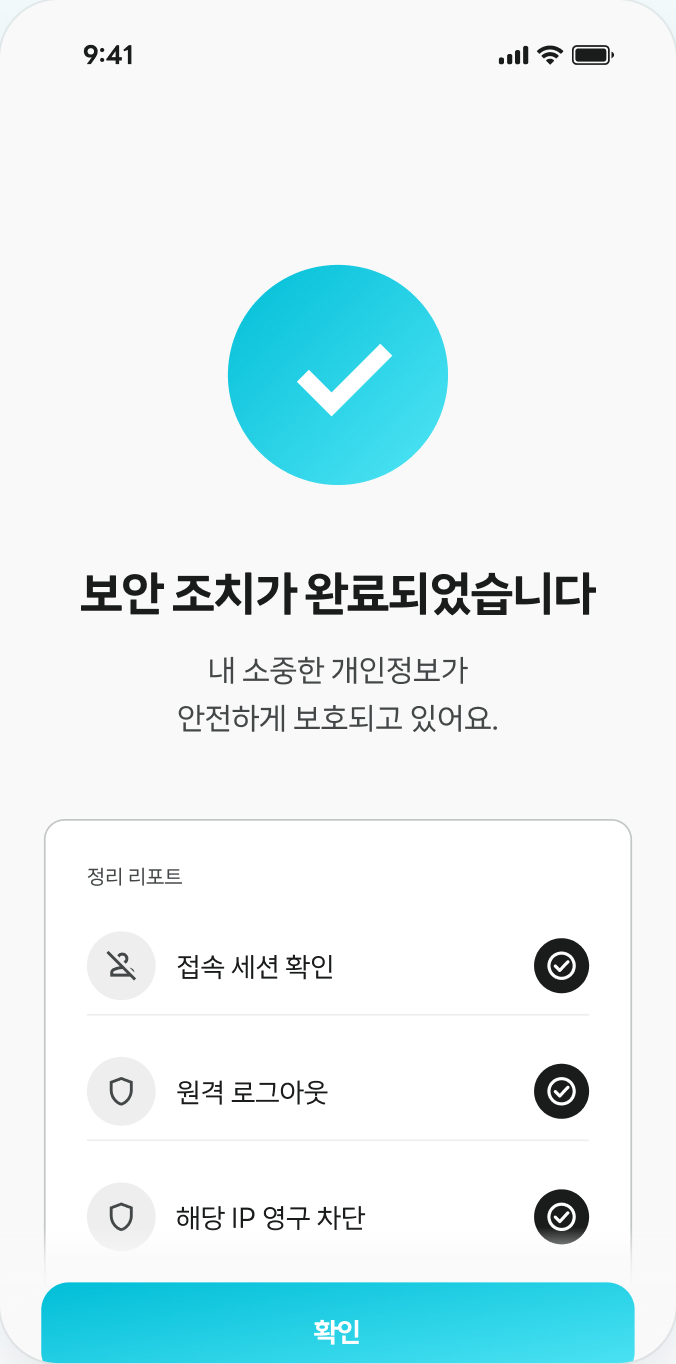 9:41
보안 조치가 완료되었습니다
내 소중한 개인정보가
안전하게 보호되고 있어요.
정리 리포트
접속 세션 확인
원격 로그아웃
해당 IP 영구 차단
확인